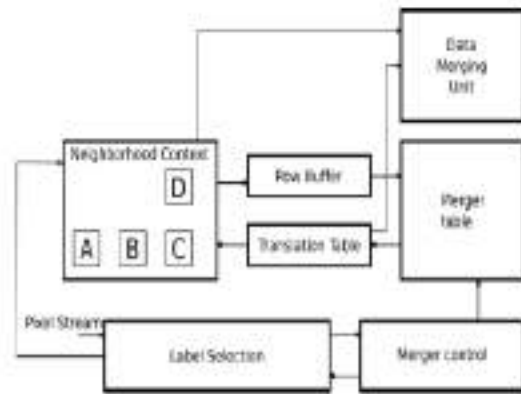 Data
Merging
Unit
Neighborhood Context
D
Row Buffer
A B C
Translation Table
Merger
table
Pixel Stream
Label Selection
Merger control